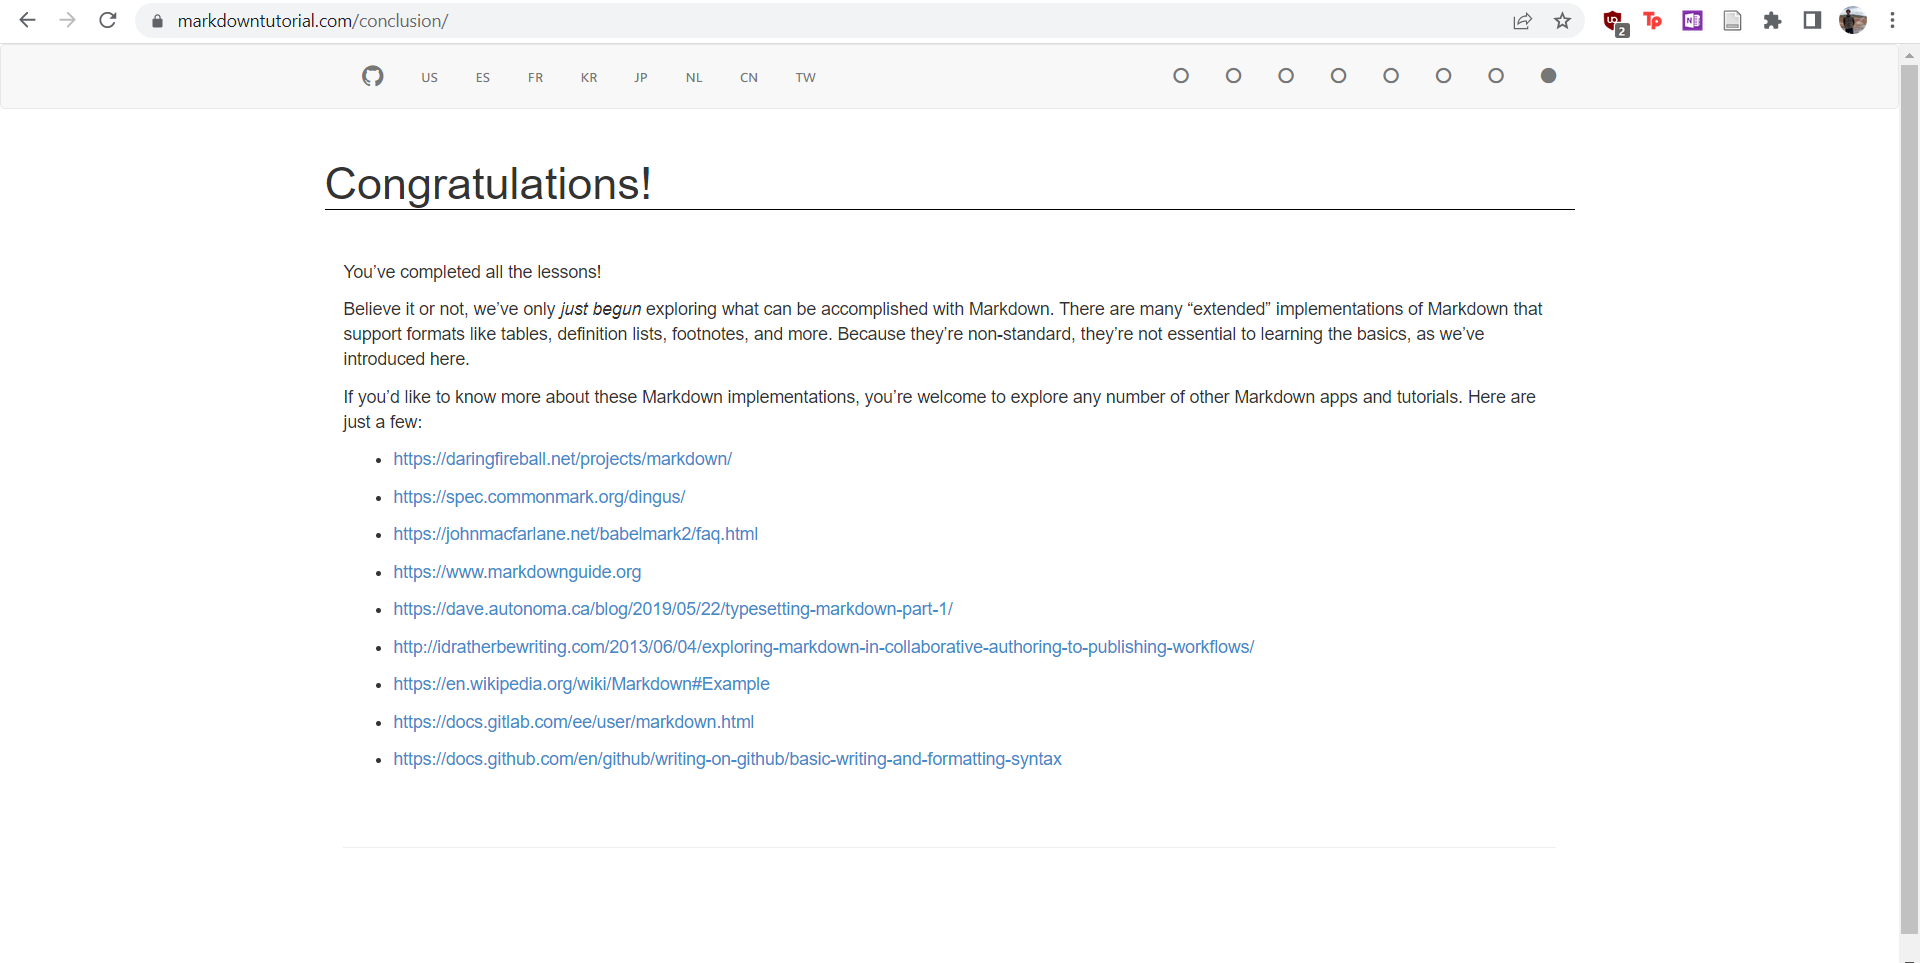 markdowntutorial.com/conclusion/
2
Tp
N
US ES FR KR JP NL CN TW
Congratulations!
You’ve completed all the lessons!
Believe it or not, we’ve only just begun exploring what can be accomplished with Markdown. There are many “extended” implementations of Markdown that
support formats like tables, definition lists, footnotes, and more. Because they’re non-standard, they’re not essential to learning the basics, as we’ve
introduced here.
If you’d like to know more about these Markdown implementations, you’re welcome to explore any number of other Markdown apps and tutorials. Here are
just a few:
https://daringfireball.net/projects/markdown/
https://spec.commonmark.org/dingus/
https://johnmacfarlane.net/babelmark2/faq.html
https://www.markdownguide.org
https://dave.autonoma.ca/blog/2019/05/22/typesetting-markdown-part-1/
http://idratherbewriting.com/2013/06/04/exploring-markdown-in-collaborative-authoring-to-publishing-workflows/
https://en.wikipedia.org/wiki/Markdown#Example
https://docs.gitlab.com/ee/user/markdown.html
https://docs.github.com/en/github/writing-on-github/basic-writing-and-formatting-syntax